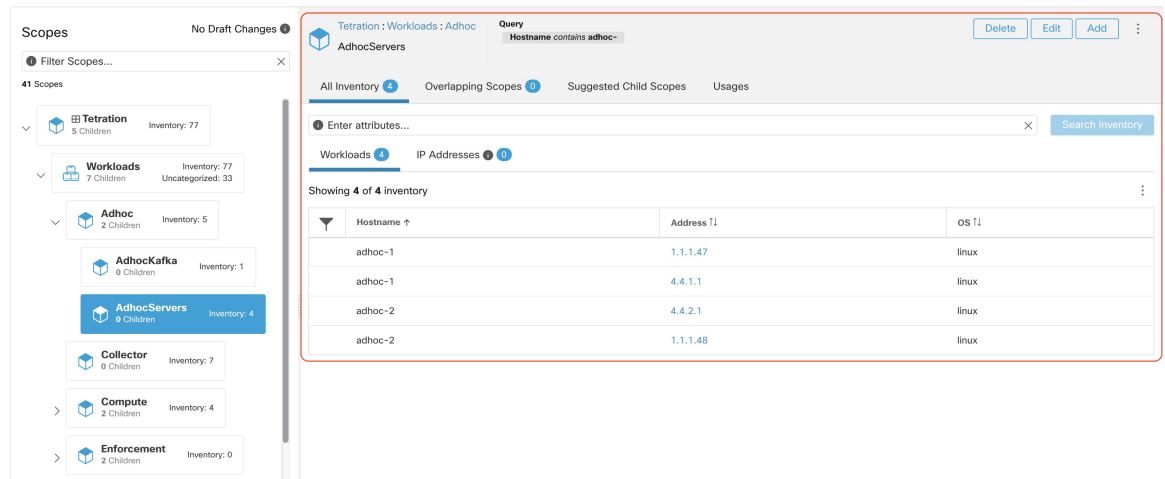 Scopes
No Draft Changes
Filter Scopes...
41 Scopes
Tetration
5 Children
Inventory: 77
Workloads
7 Children
Inventory: 77
Uncategorized: 33
Adhoc
2 Children
Inventory: 5
AdhocKafka
0 Children
Inventory: 1
AdhocServers
0 Children
Inventory: 4
Collector
0 Children
Inventory: 7
Compute
2 Children
Inventory: 4
Enforcement
2 Children
Inventory: 0
Tetration : Workloads : Adhoc
AdhocServers
Query
Hostname contains adhoc-
Delete Edit Add
All Inventory 4 Overlapping Scopes 0 Suggested Child Scopes Usages
Enter attributes...
Search Inventory
Workloads 4 IP Addresses 0
Showing 4 of 4 inventory
Hostname ↑ Address ↑↓ OS ↑↓
adhoc-1 1.1.1.47 linux
adhoc-1 4.4.1.1 linux
adhoc-2 4.4.2.1 linux
adhoc-2 1.1.1.48 linux